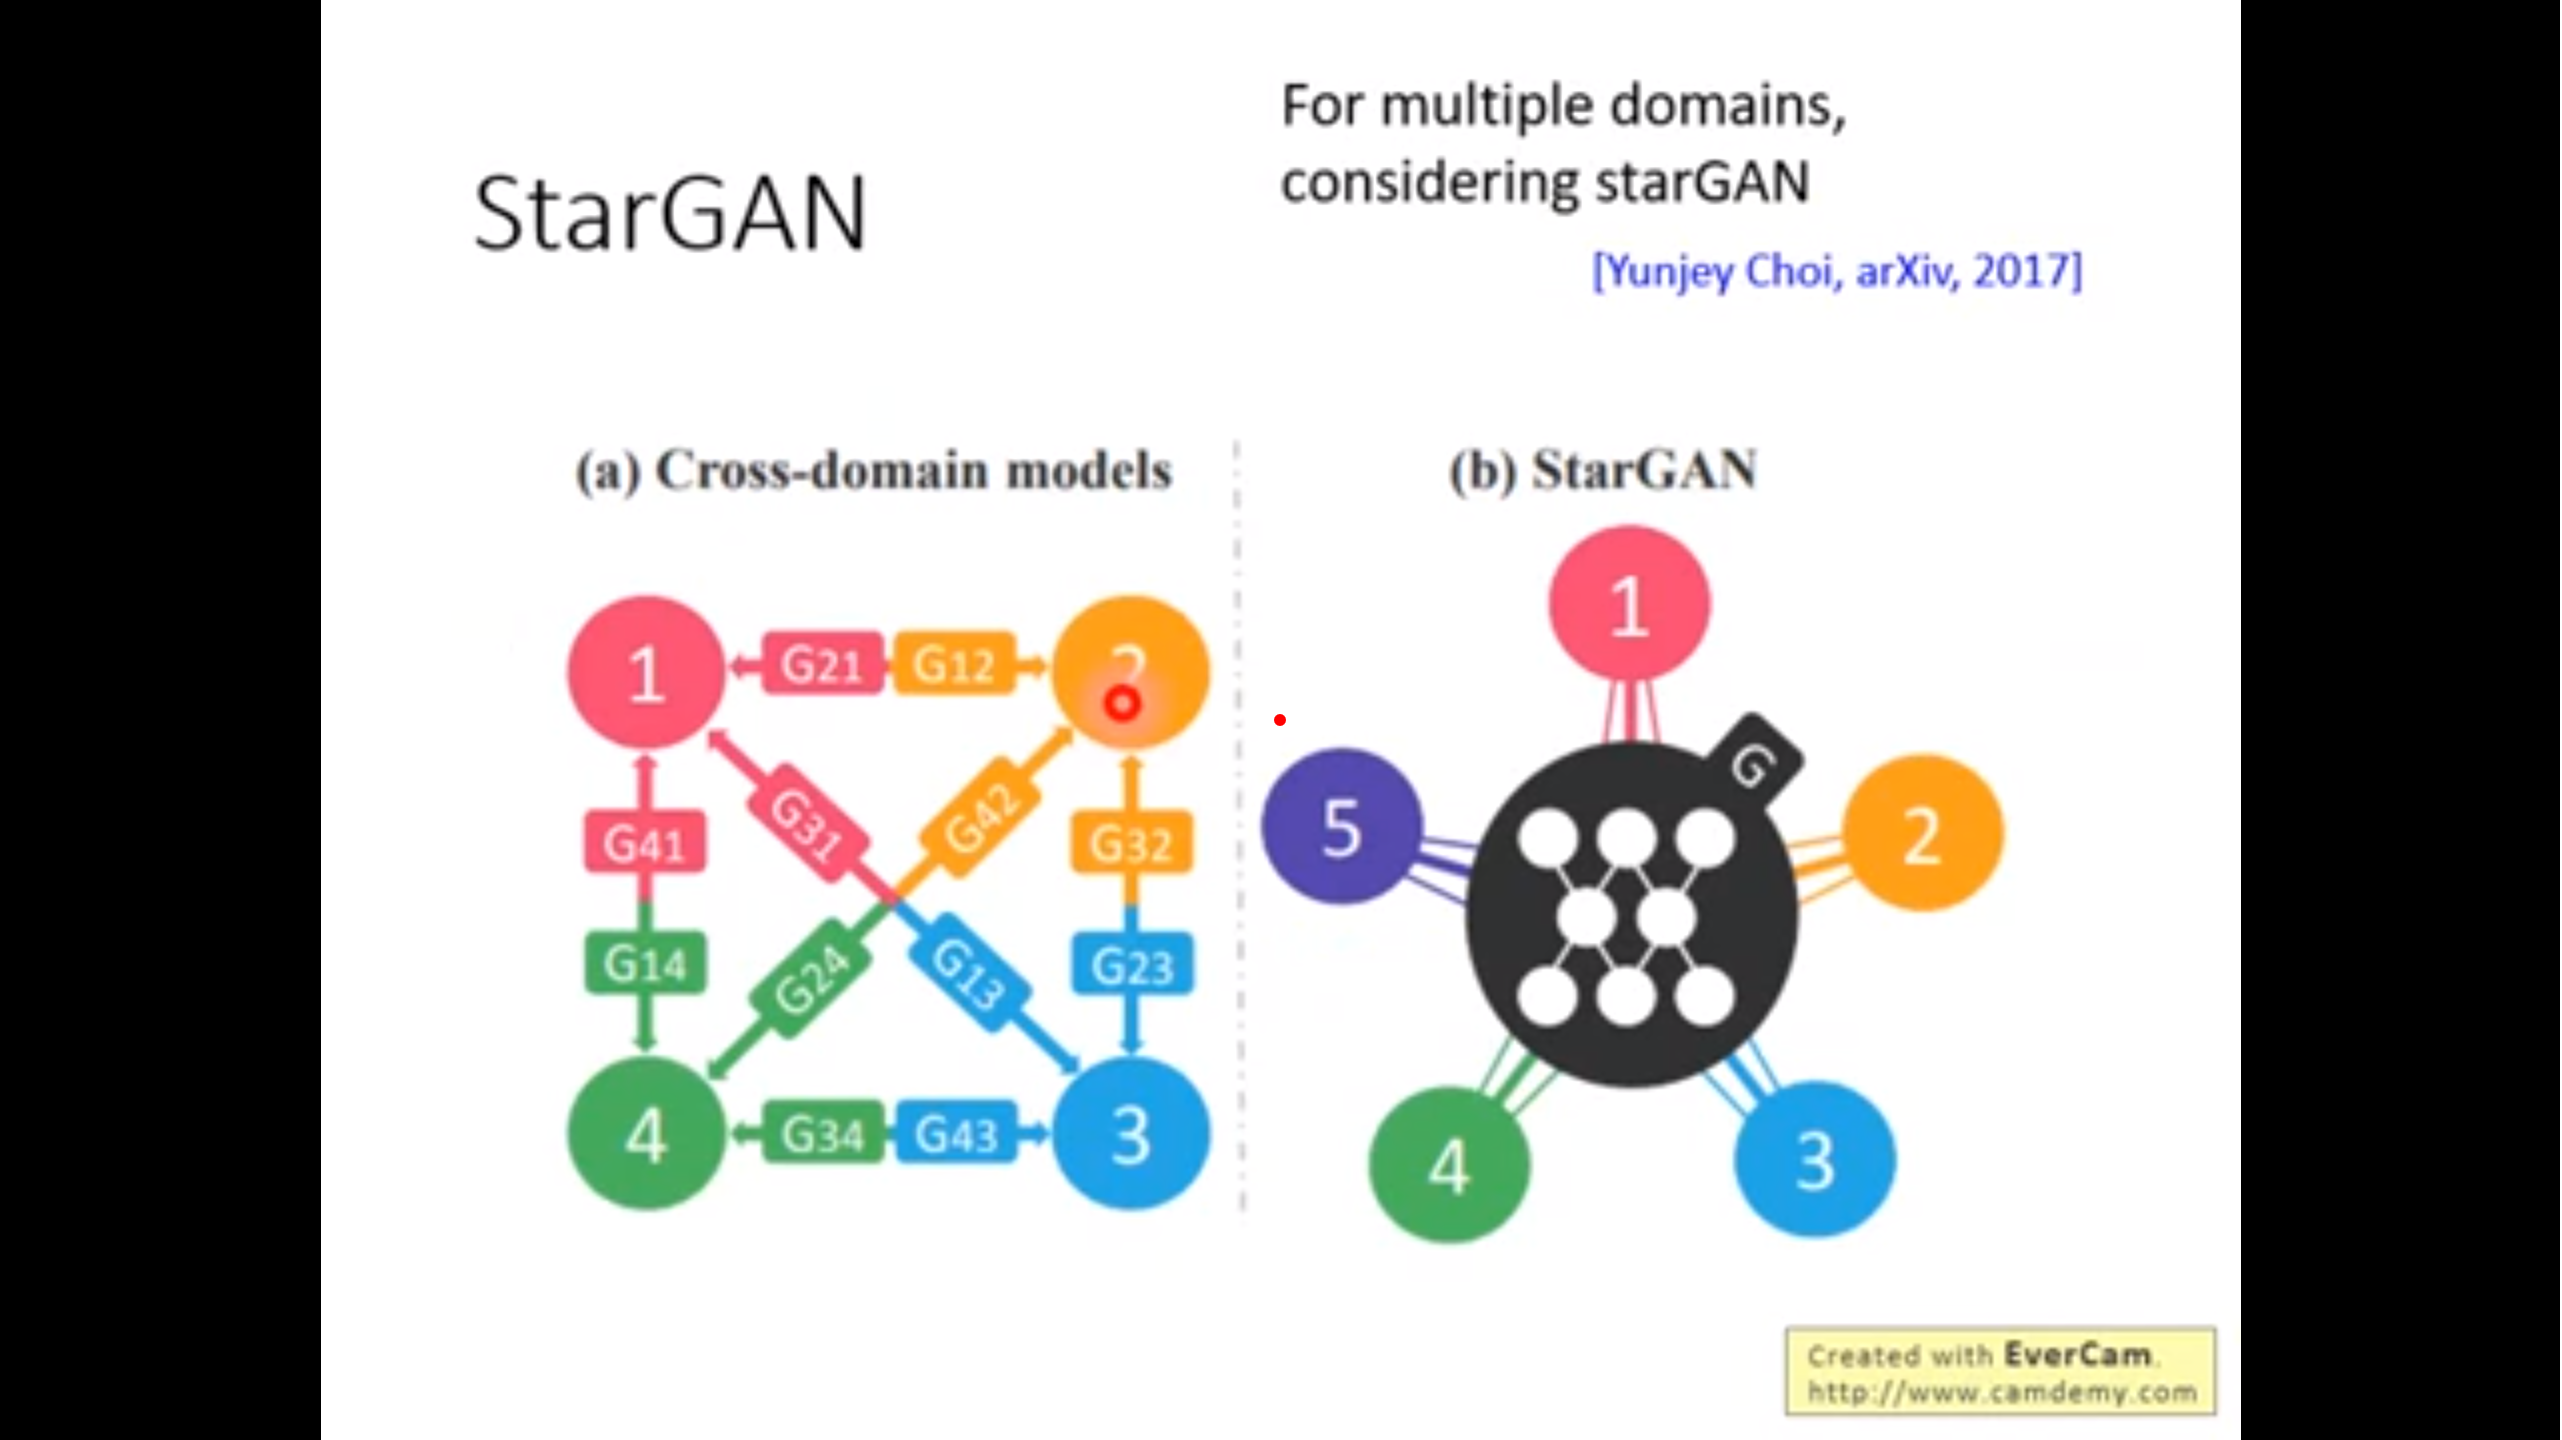 StarGAN
For multiple domains,
considering starGAN
[Yunjey Choi, arXiv, 2017]
(a) Cross-domain models
1
G21
G12
2
G41
G31
G42
G32
G14
G24
G13
G23
4
G34
G43
3
(b) StarGAN
1
G
5
2
4
3
Created with EverCam.
http://www.camdemy.com